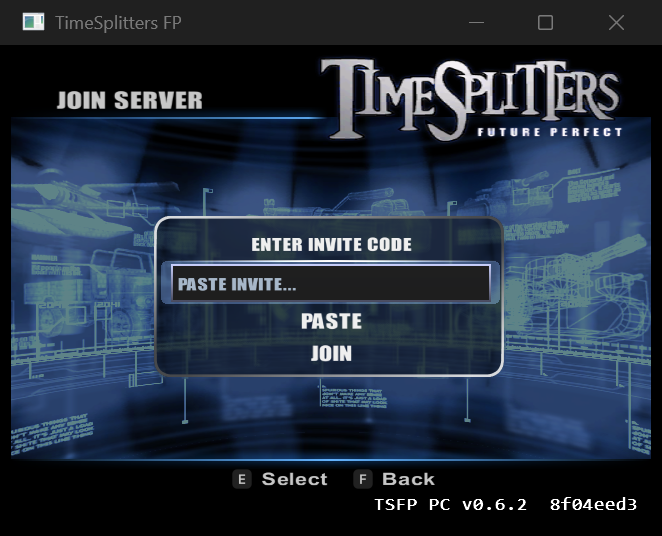 TimeSplitters FP
JOIN SERVER
TIMESPLITTERS
FUTURE PERFECT
ENTER INVITE CODE
PASTE INVITE...
PASTE
JOIN
E Select F Back
TSFP PC v0.6.2 8f04eed3